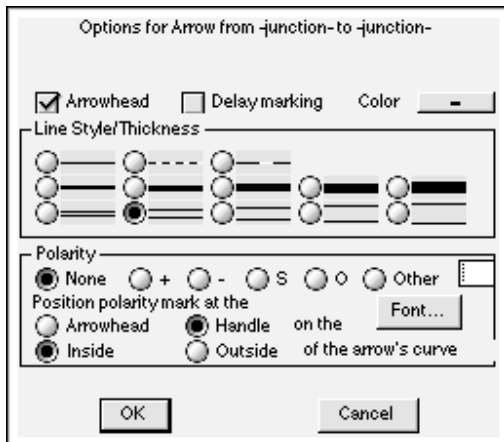 Options for Arrow from -junction- to -junction-
Arrowhead Delay marking Color
Line Style/Thickness
Polarity
None + - S O Other
Position polarity mark at the Font...
Arrowhead Handle on the
Inside Outside of the arrow's curve
OK Cancel